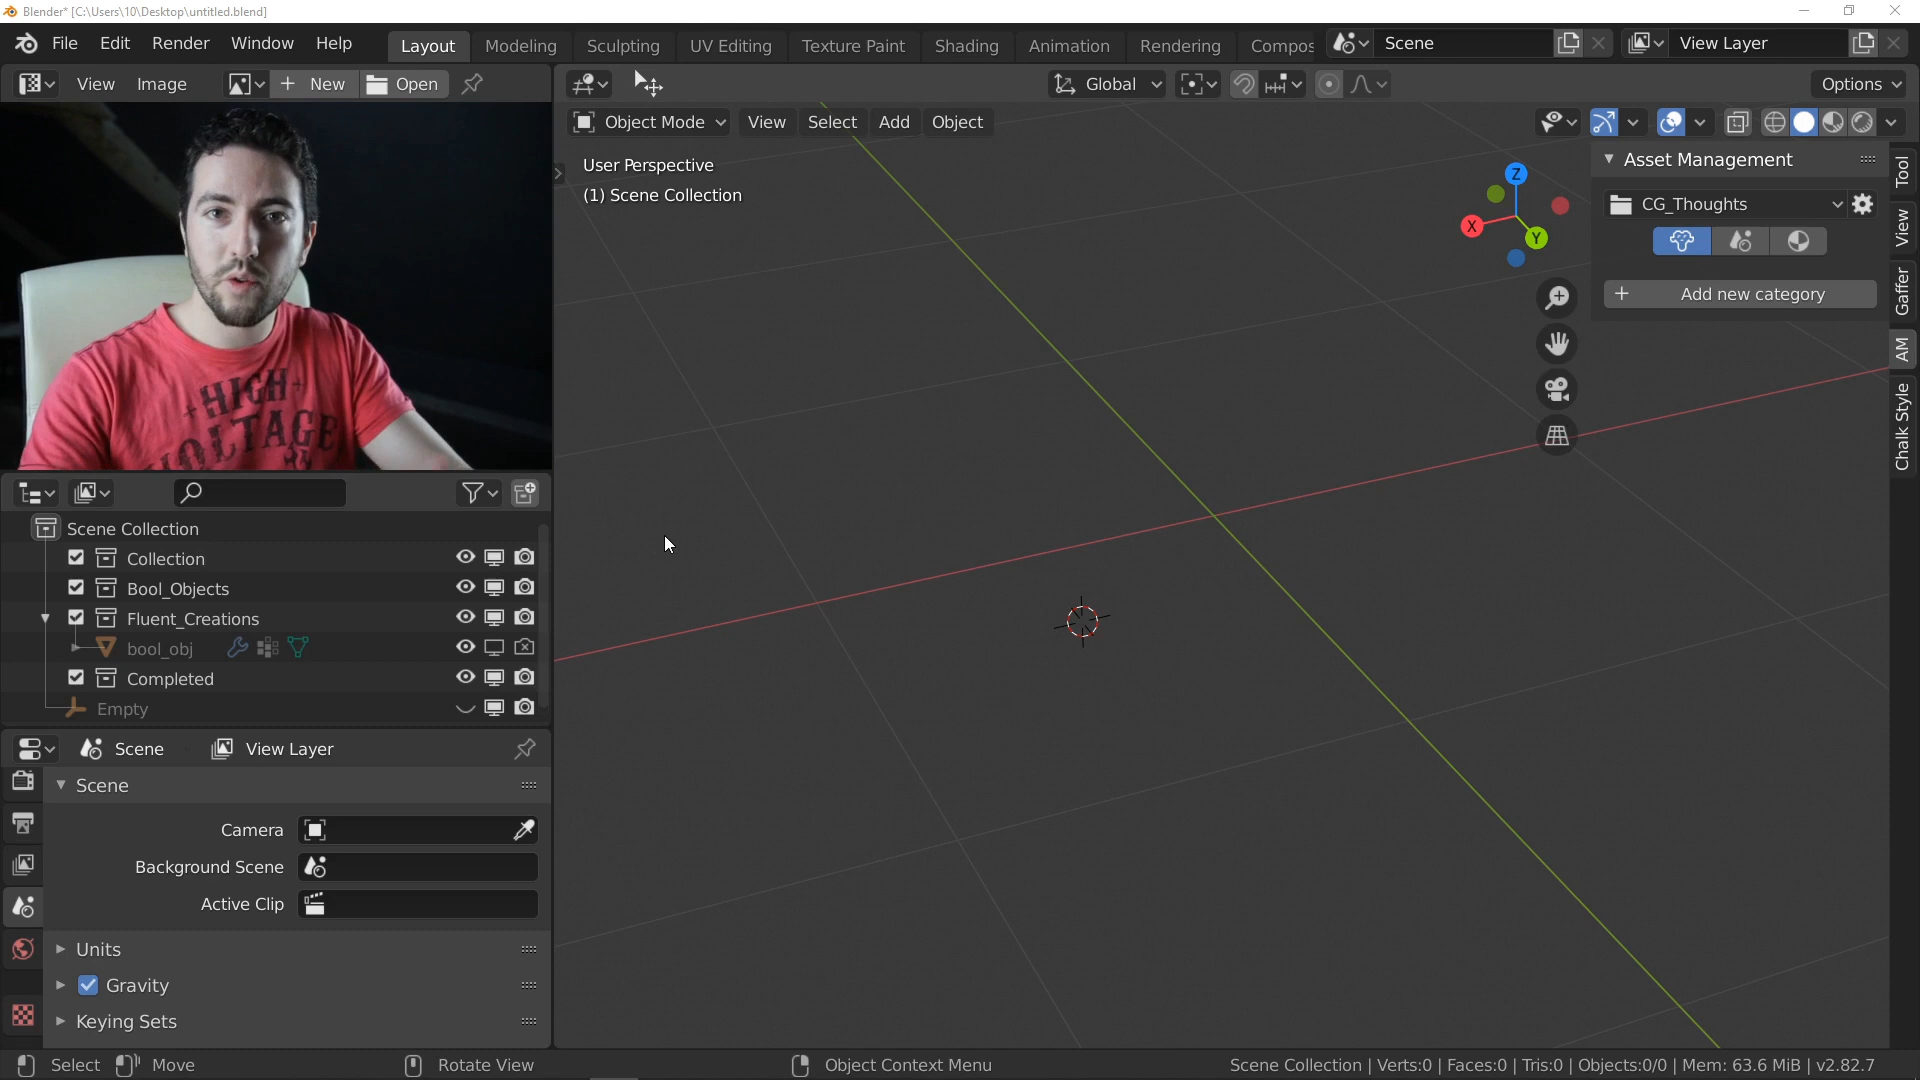 Blender* [C:\Users\10\Desktop\untitled.blend]
File Edit Render Window Help
Layout Modeling Sculpting UV Editing Texture Paint Shading Animation Rendering Compos
Scene
View Layer
View Image
New
Open
Global
Options
Object Mode
View Select Add Object
User Perspective
(1) Scene Collection
Z
X
Y
Asset Management
CG_Thoughts
Add new category
Tool
View
Gaffer
AM
Chalk Style
+HIGH+
VOLTAGE
Scene Collection
Collection
Bool_Objects
Fluent_Creations
bool_obj
Completed
Empty
Scene
View Layer
Scene
Camera
Background Scene
Active Clip
Units
Gravity
Keying Sets
Select
Move
Rotate View
Object Context Menu
Scene Collection | Verts:0 | Faces:0 | Tris:0 | Objects:0/0 | Mem: 63.6 MiB | v2.82.7